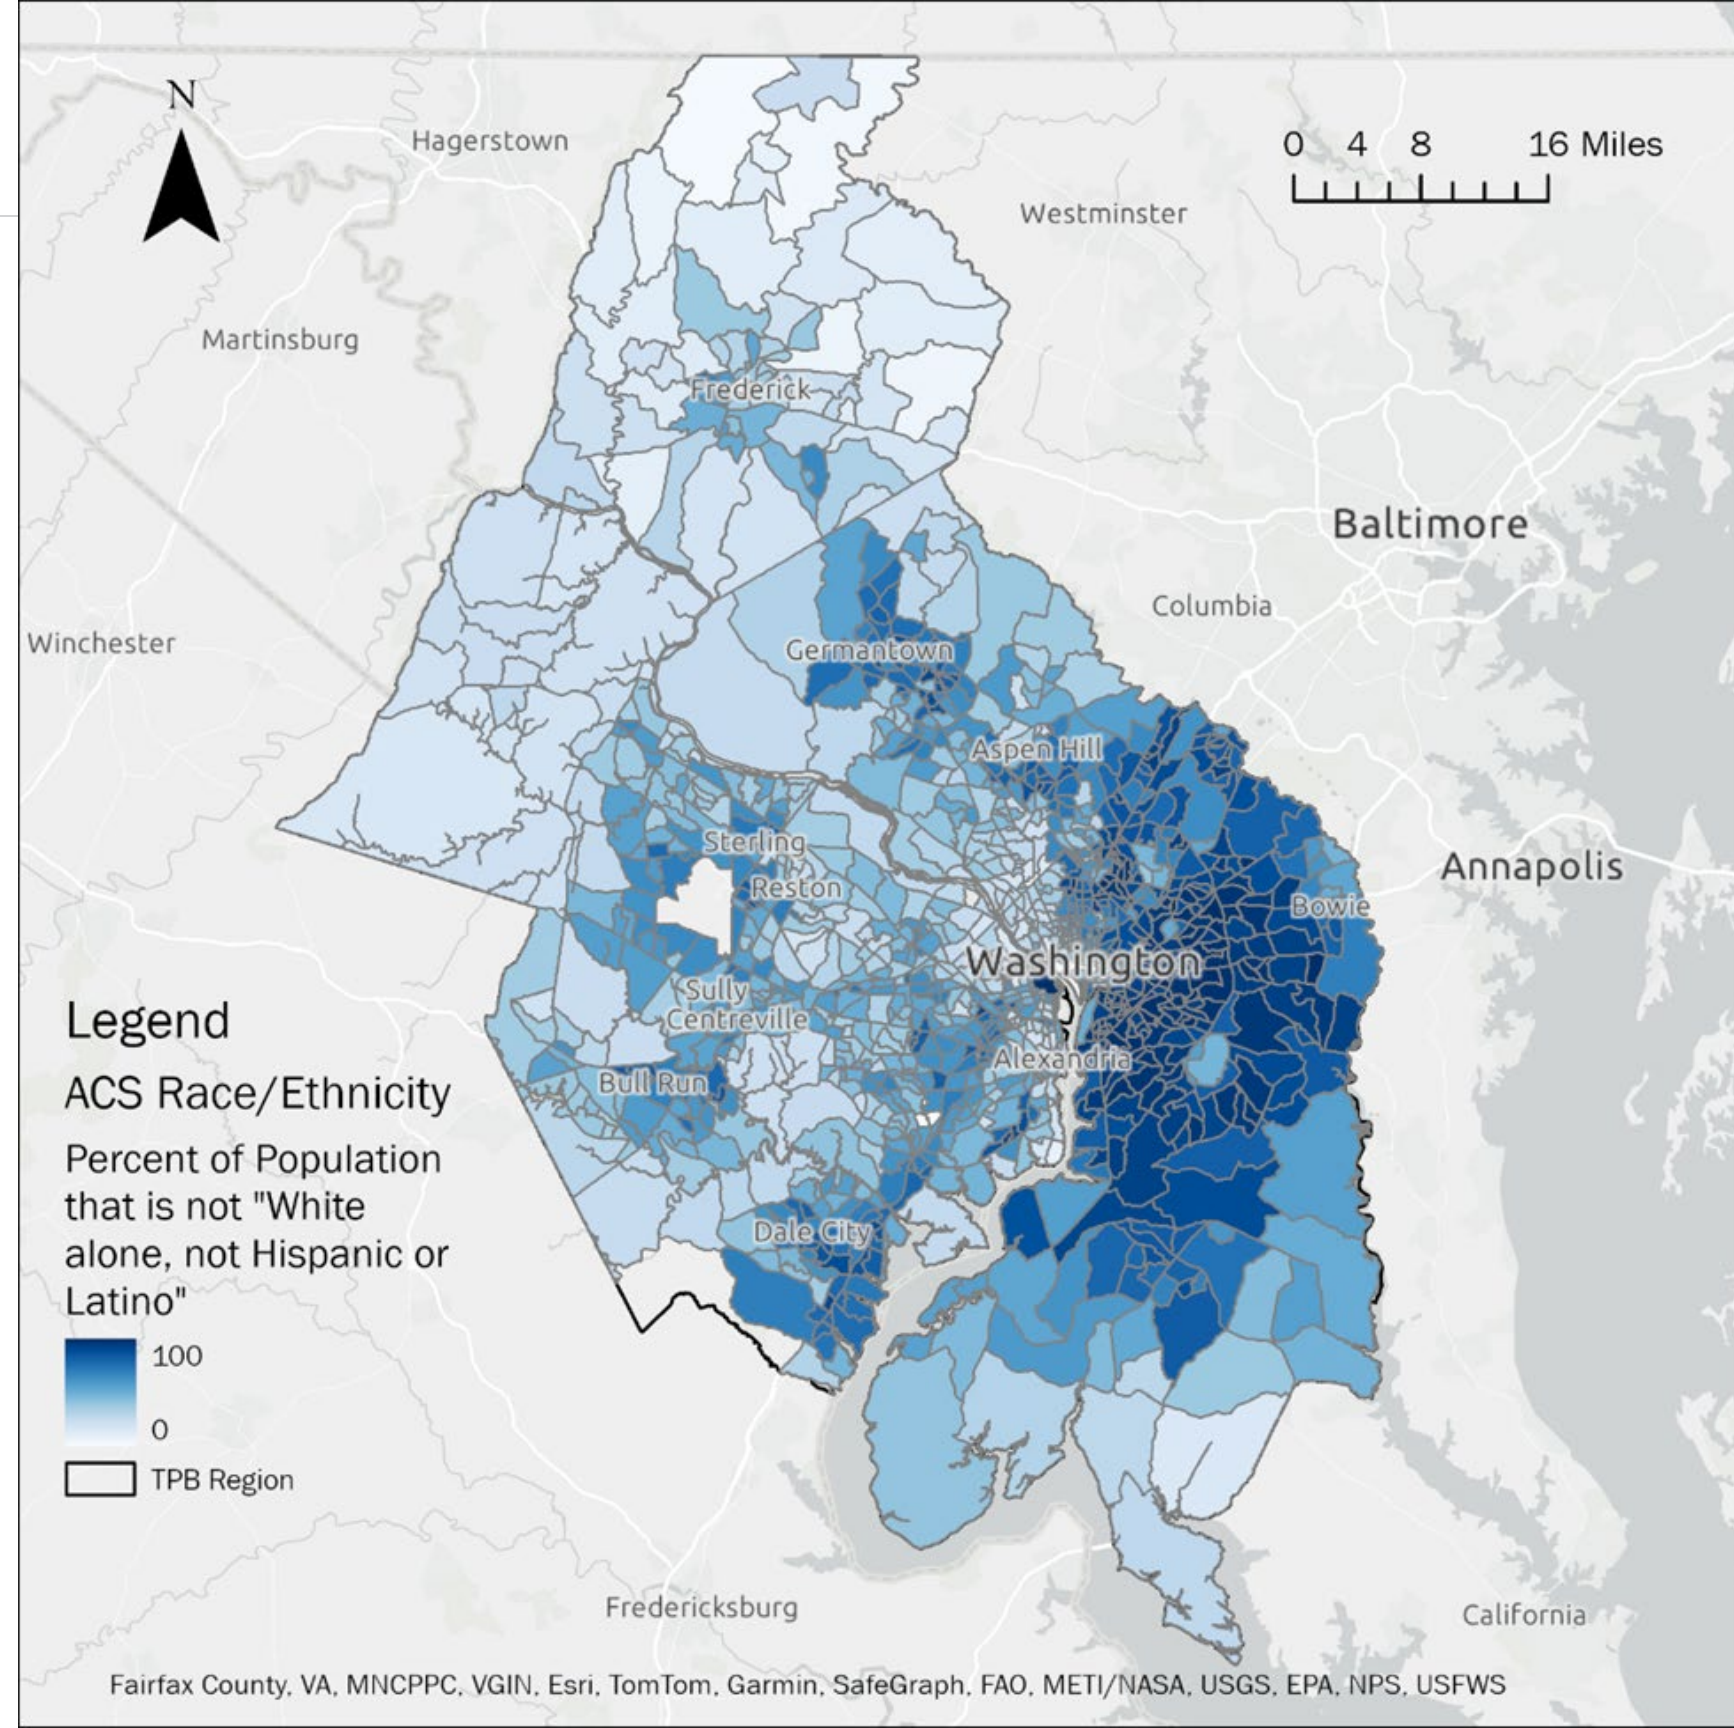 N
Hagerstown
0 4 8 16 Miles
Westminster
Martinsburg
Frederick
Baltimore
Columbia
Winchester
Germantown
Aspen Hill
Sterling
Annapolis
Reston
Bowie
Washington
Sully
Centreville
Alexandria
Bull Run
Dale City
Legend
ACS Race/Ethnicity
Percent of Population
that is not "White
alone, not Hispanic or
Latino"
100
0
TPB Region
Fredericksburg
California
Fairfax County, VA, MNCPPC, VGIN, Esri, TomTom, Garmin, SafeGraph, FAO, METI/NASA, USGS, EPA, NPS, USFWS